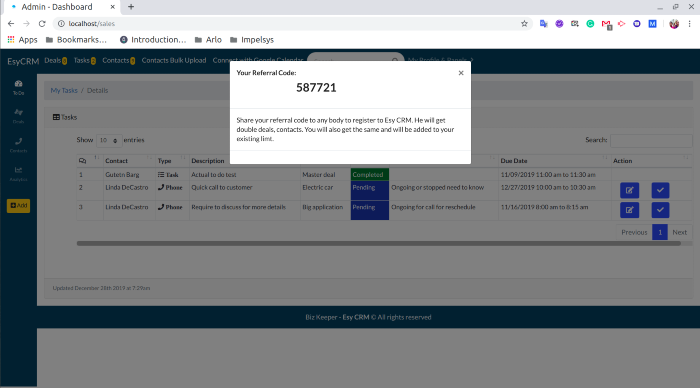 Admin - Dashboard
localhost/sales
Apps Bookmarks... Introduction... Arlo Impelsys
EsyCRM Deals Tasks Contacts Contacts Bulk Upload Connect with Google Calendar My Profile & Panels
To Do
Deals
Contacts
Statistics
AIM
My Tasks / Details
Your Referral Code:
587721
Share your referral code to any body to register to Esy CRM. He will get
double deals, contacts. You will also get the same and will be added to your
existing limt.
Tasks
Show 10 entries Search:
Contact Type Description Due Date Action
1 Gutetn Barg Task Actual to do test Master deal Completed 11/09/2019 11:00 am to 11:30 am
2 Linda DeCastro Phone Quick call to customer Electric car Pending Ongoing or stopped need to know 12/27/2019 10:00 am to 10:30 am
3 Linda DeCastro Phone Require to discuss for more details Big application Pending Ongoing for call for reschedule 11/16/2019 8:00 am to 8:15 am
Previous 1 Next
Updated December 28th 2019 at 7:29am
Biz Keeper - Esy CRM © All rights reserved